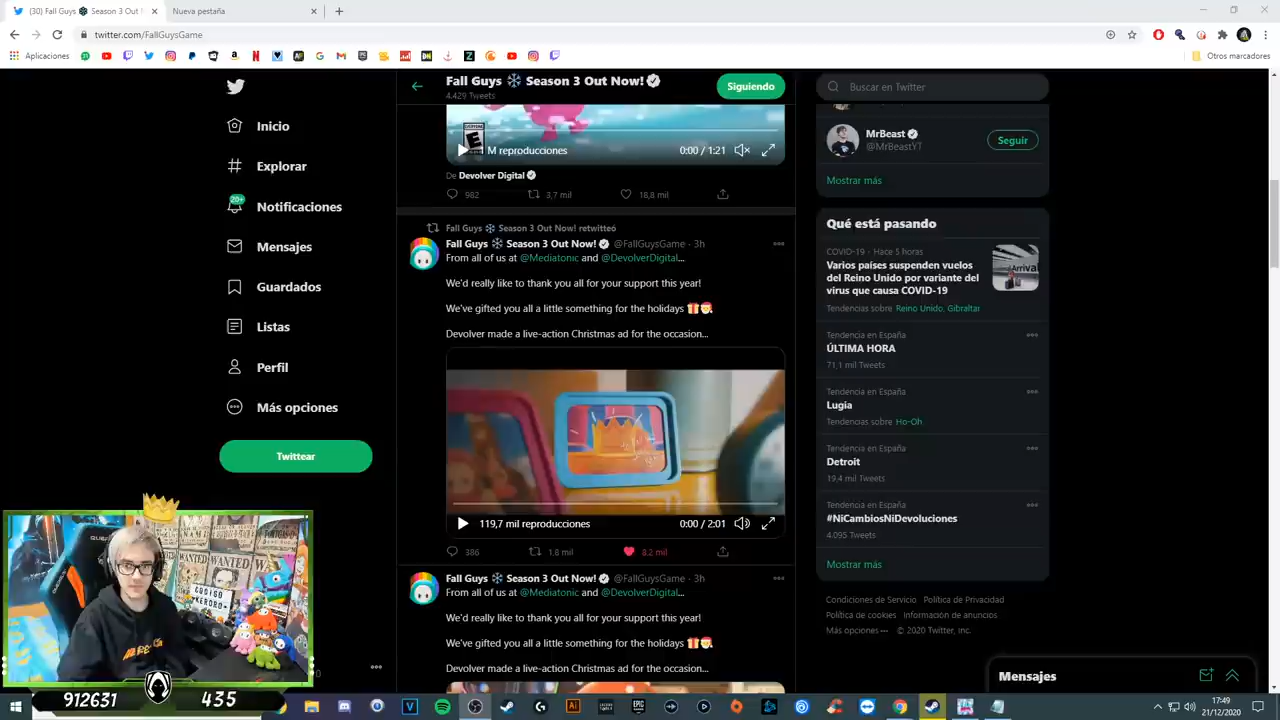 (30) Fall Guys ❄ Season 3 Out
Nueva pestaña
twitter.com/FallGuysGame
Aplicaciones
Otros marcadores
Inicio
Explorar
20+
Notificaciones
Mensajes
Guardados
Listas
Perfil
Más opciones
Twittear
Fall Guys ❄ Season 3 Out Now!
4.429 Tweets
Siguiendo
M reproducciones
0:00 / 1:21
De Devolver Digital
982
3,7 mil
18,8 mil
Fall Guys ❄ Season 3 Out Now! retwitteó
Fall Guys ❄ Season 3 Out Now! @FallGuysGame · 3h
From all of us at @Mediatonic and @DevolverDigital...
We'd really like to thank you all for your support this year!
We've gifted you all a little something for the holidays 🎁🎅
Devolver made a live-action Christmas ad for the occasion...
119,7 mil reproducciones
0:00 / 2:01
386
1,8 mil
8,2 mil
Fall Guys ❄ Season 3 Out Now! @FallGuysGame · 3h
From all of us at @Mediatonic and @DevolverDigital...
We'd really like to thank you all for your support this year!
We've gifted you all a little something for the holidays 🎁🎅
Devolver made a live-action Christmas ad for the occasion...
Buscar en Twitter
MrBeast
@MrBeastYT
Seguir
Mostrar más
Qué está pasando
COVID-19 · Hace 5 horas
Varios países suspenden vuelos
del Reino Unido por variante del
virus que causa COVID-19
Tendencias sobre Reino Unido, Gibraltar
Tendencia en España
ÚLTIMA HORA
71,1 mil Tweets
Tendencia en España
Lugia
Tendencias sobre Ho-Oh
Tendencia en España
Detroit
19,4 mil Tweets
Tendencia en España
#NiCambiosNiDevoluciones
4.095 Tweets
Mostrar más
Condiciones de Servicio Política de Privacidad
Política de cookies Información de anuncios
Más opciones ··· © 2020 Twitter, Inc.
Mensajes
WANTED
912631
435
17:49
21/12/2020